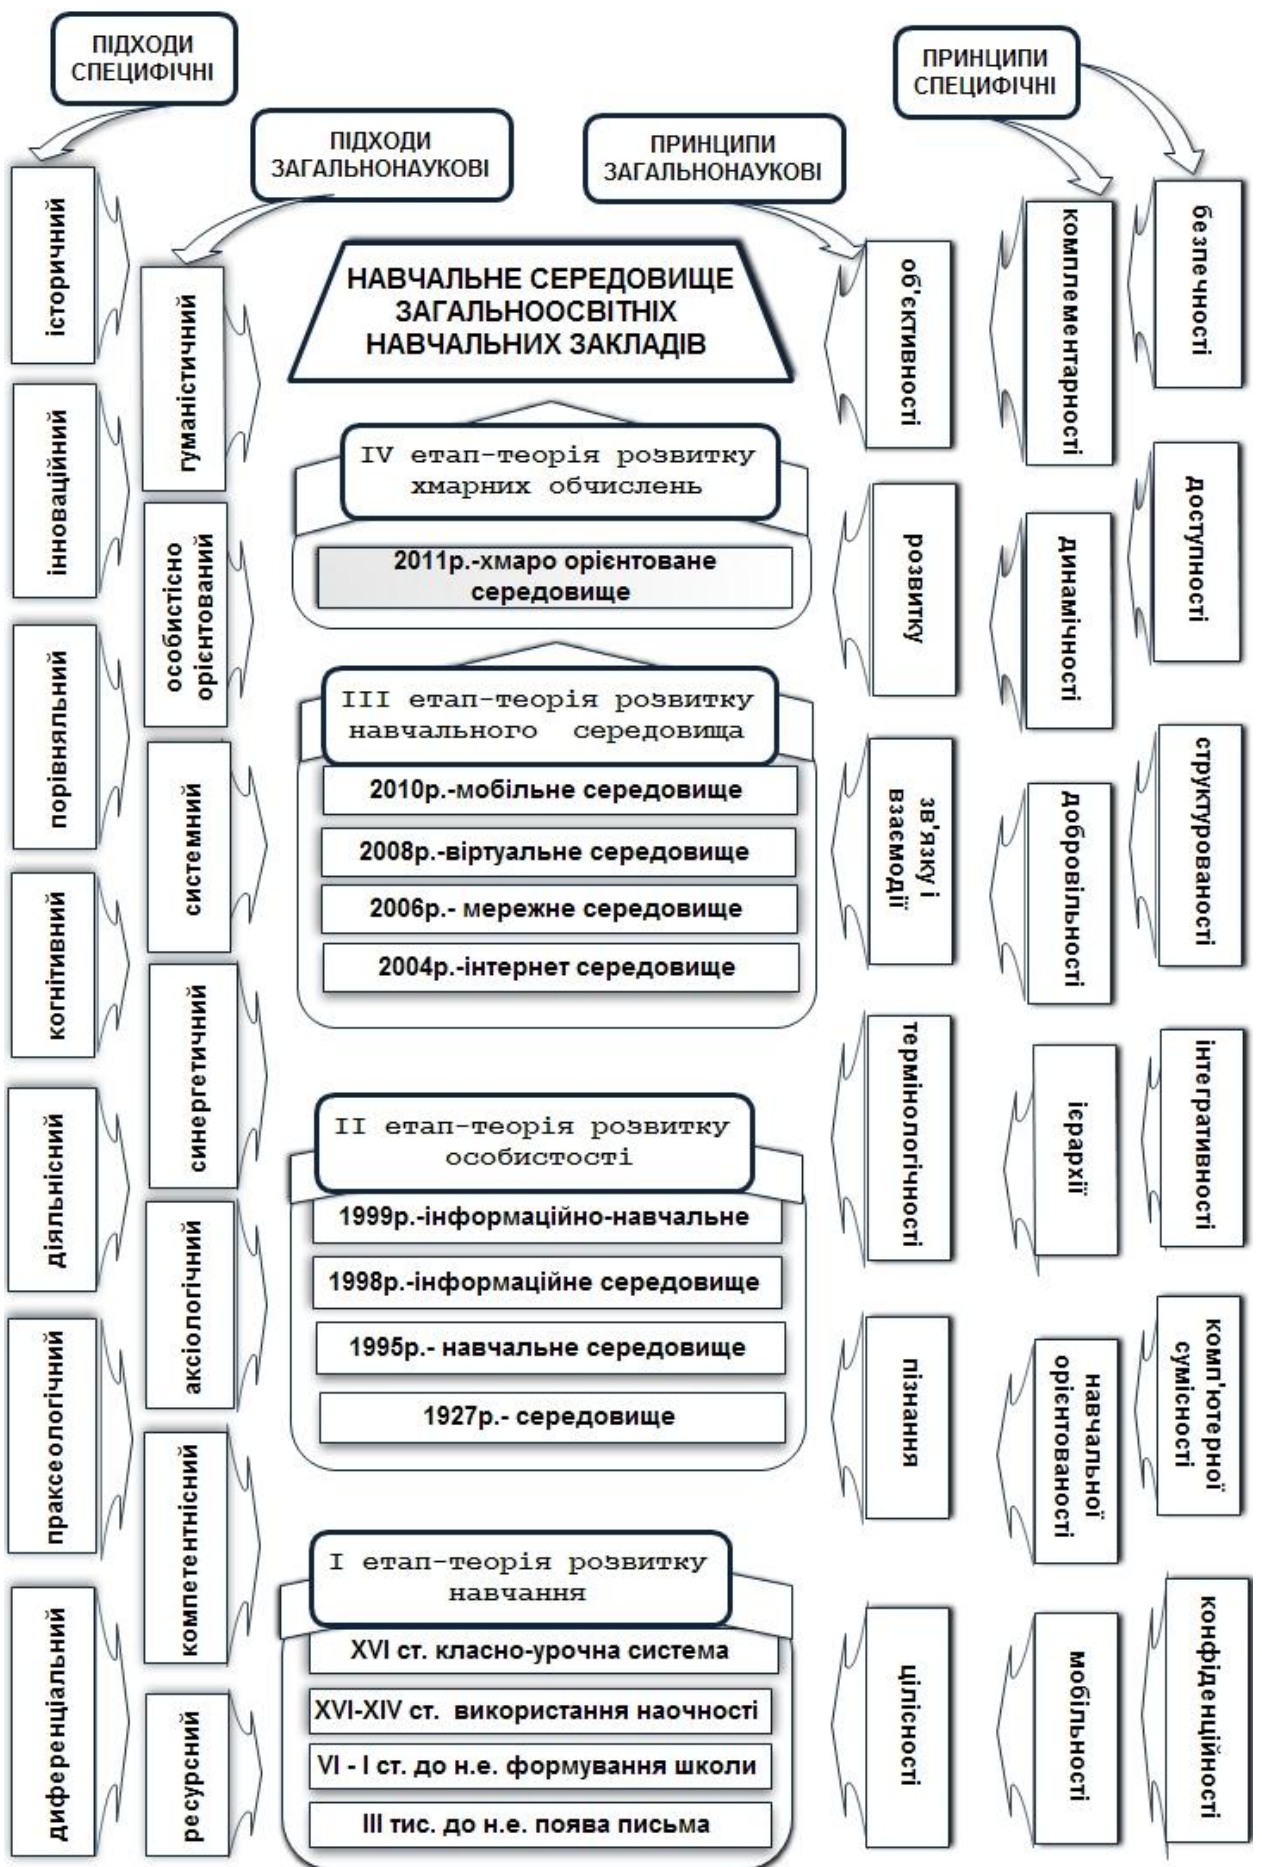 ПІДХОДИ
СПЕЦИФІЧНІ
ПІДХОДИ
ЗАГАЛЬНОНАУКОВІ
ПРИНЦИПИ
ЗАГАЛЬНОНАУКОВІ
ПРИНЦИПИ
СПЕЦИФІЧНІ
історичний
інноваційний
порівняльний
когнітивний
діяльнісний
праксеологічний
диференціальний
гуманістичний
особистісно
орієнтований
системний
синергетичний
аксіологічний
компетентнісний
ресурсний
НАВЧАЛЬНЕ СЕРЕДОВИЩЕ
ЗАГАЛЬНООСВІТНІХ
НАВЧАЛЬНИХ ЗАКЛАДІВ
IV етап-теорія розвитку
хмарних обчислень
2011р.-хмаро орієнтоване
середовище
III етап-теорія розвитку
навчального середовища
2010р.-мобільне середовище
2008р.-віртуальне середовище
2006р.- мережне середовище
2004р.-інтернет середовище
II етап-теорія розвитку
особистості
1999р.-інформаційно-навчальне
1998р.-інформаційне середовище
1995р.- навчальне середовище
1927р.- середовище
I етап-теорія розвитку
навчання
XVI ст. класно-урочна система
XVI-XIV ст. використання наочності
VI - I ст. до н.е. формування школи
III тис. до н.е. поява письма
об'єктивності
розвитку
зв'язку і
взаємодії
термінологічності
пізнання
цілісності
комплементарності
динамічності
добровільності
ієрархії
навчальної
орієнтованості
мобільності
безпечності
доступності
структурованості
інтегративності
комп'ютерної
сумісності
конфіденційності